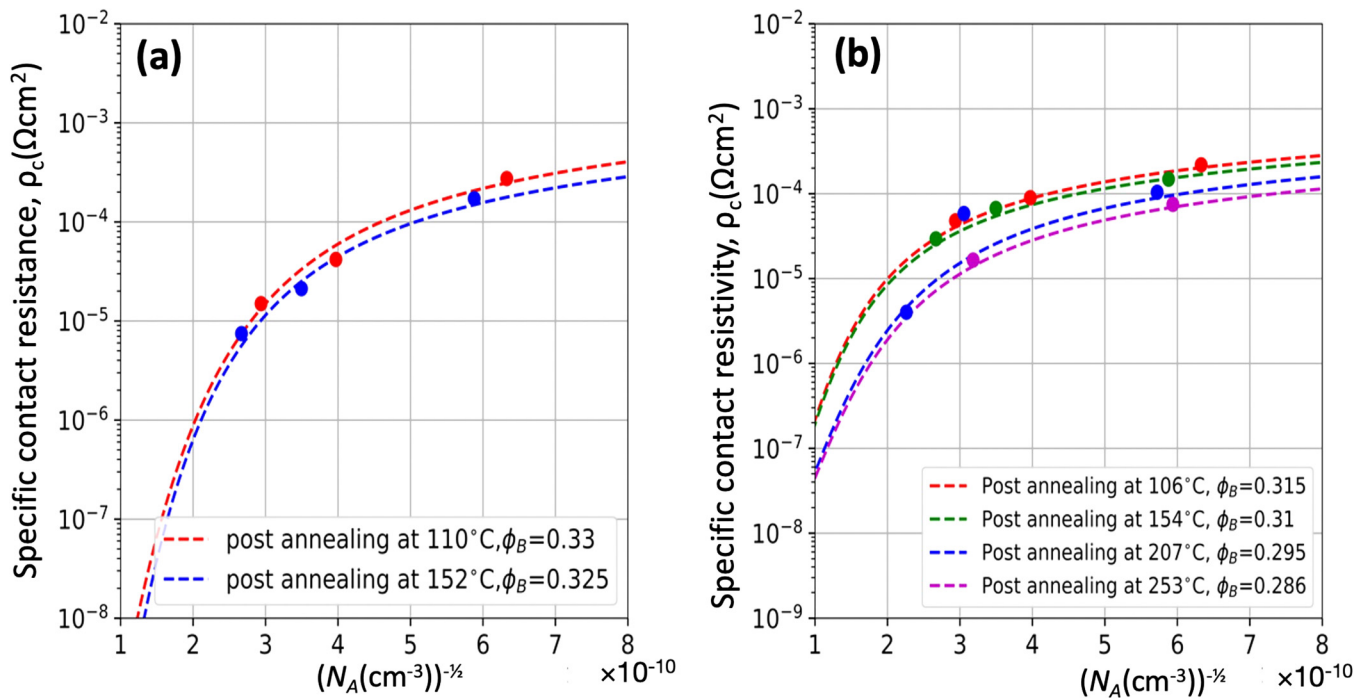 (a)
Specific contact resistance, ρc(Ωcm²)
10⁻²
10⁻³
10⁻⁴
10⁻⁵
10⁻⁶
10⁻⁷
10⁻⁸
post annealing at 110°C,ϕB=0.33
post annealing at 152°C,ϕB=0.325
1 2 3 4 5 6 7 8
(NA(cm⁻³))⁻½ ×10⁻¹⁰
(b)
Specific contact resistivity, ρc(Ωcm²)
10⁻²
10⁻³
10⁻⁴
10⁻⁵
10⁻⁶
10⁻⁷
10⁻⁸
10⁻⁹
Post annealing at 106°C, ϕB=0.315
Post annealing at 154°C, ϕB=0.31
Post annealing at 207°C, ϕB=0.295
Post annealing at 253°C, ϕB=0.286
1 2 3 4 5 6 7 8
(NA(cm⁻³))⁻½ ×10⁻¹⁰